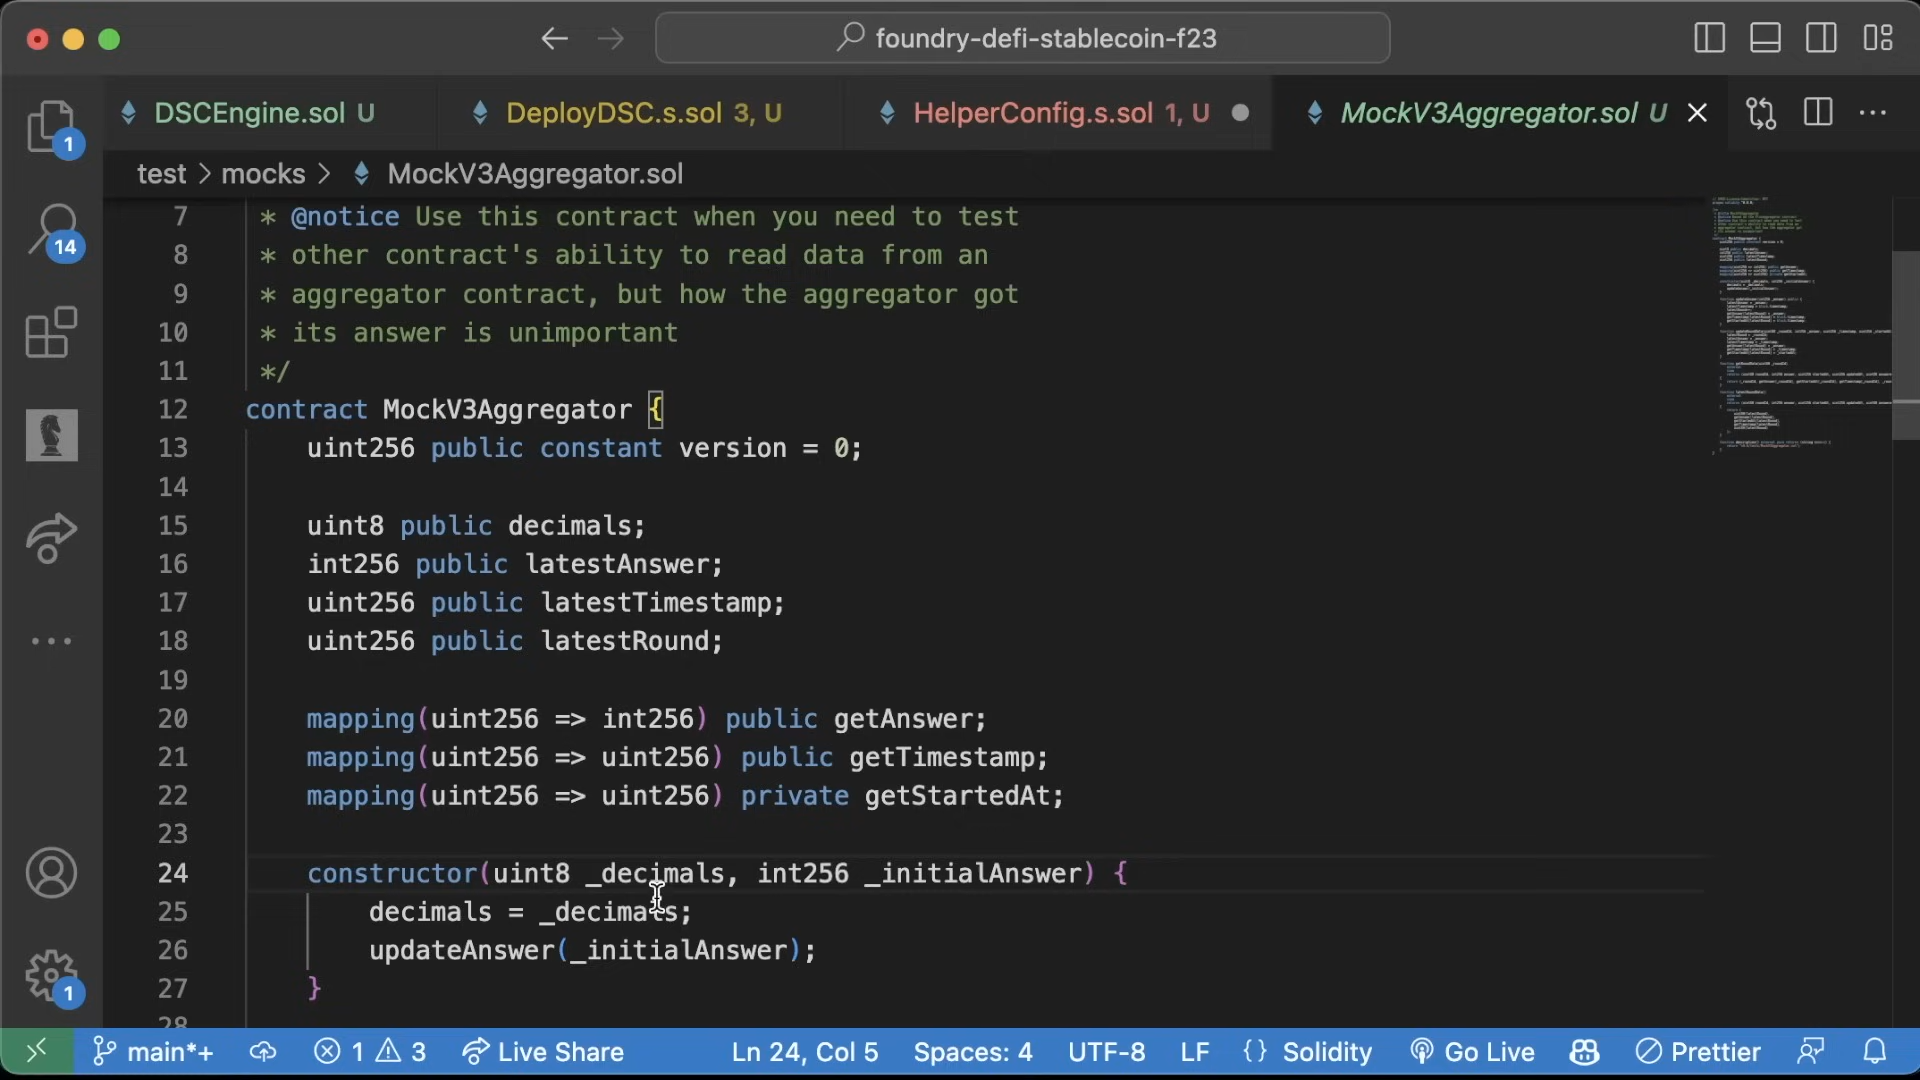 foundry-defi-stablecoin-f23
DSCEngine.sol U
DeployDSC.s.sol 3, U
HelperConfig.s.sol 1, U
MockV3Aggregator.sol U
test > mocks > MockV3Aggregator.sol
1
14
1
7 * @notice Use this contract when you need to test
8 * other contract's ability to read data from an
9 * aggregator contract, but how the aggregator got
10 * its answer is unimportant
11 */
12 contract MockV3Aggregator {
13 uint256 public constant version = 0;
14
15 uint8 public decimals;
16 int256 public latestAnswer;
17 uint256 public latestTimestamp;
18 uint256 public latestRound;
19
20 mapping(uint256 => int256) public getAnswer;
21 mapping(uint256 => uint256) public getTimestamp;
22 mapping(uint256 => uint256) private getStartedAt;
23
24 constructor(uint8 _decimals, int256 _initialAnswer) {
25 decimals = _decimals;
26 updateAnswer(_initialAnswer);
27 }
28
main*+ 1 3 Live Share Ln 24, Col 5 Spaces: 4 UTF-8 LF {} Solidity Go Live Prettier